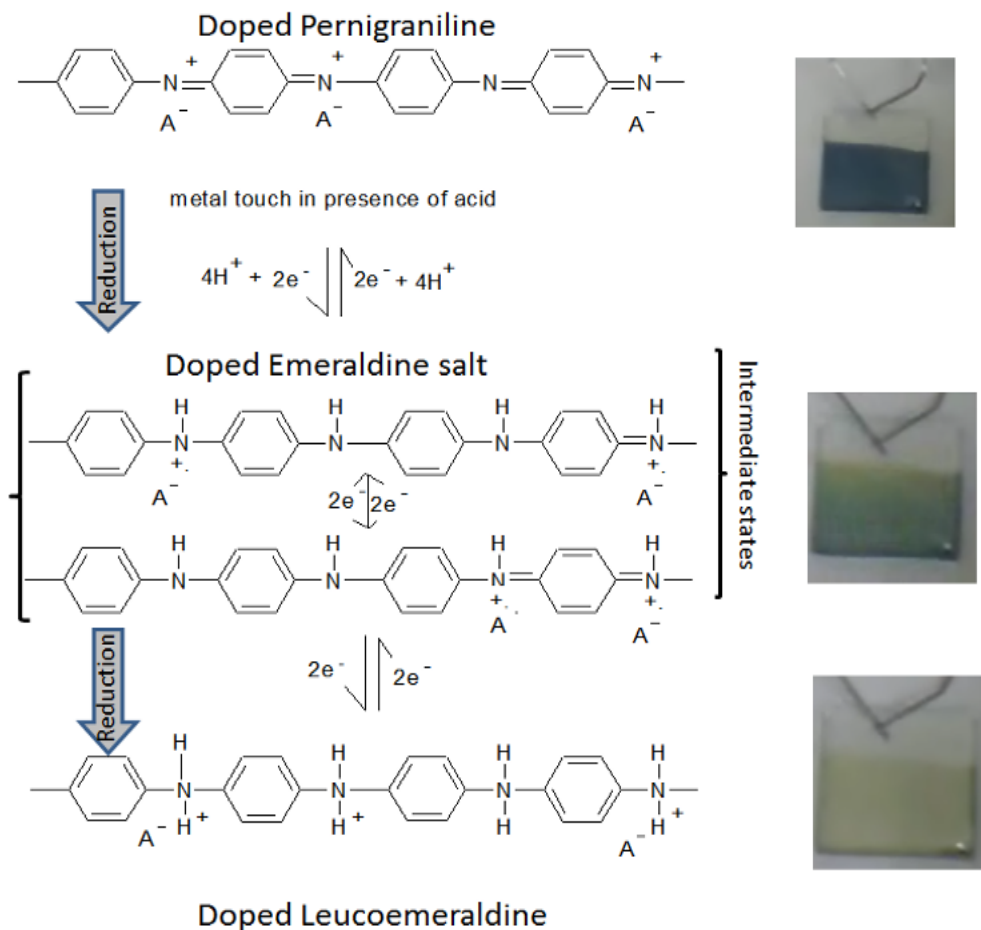 Doped Pernigraniline
+ + +
N N N N
A⁻ A⁻ A⁻
metal touch in presence of acid
Reduction
4H⁺ + 2e⁻ 2e⁻ + 4H⁺
Doped Emeraldine salt
Intermediate states
H H H H
N N N N
+· +·
A⁻ A⁻
2e⁻ 2e⁻
H H H H
N N N N
+· +·
A A⁻
Reduction
2e⁻ 2e⁻
H H H H
N N N N
H + H + H H +
A⁻ A⁻
Doped Leucoemeraldine